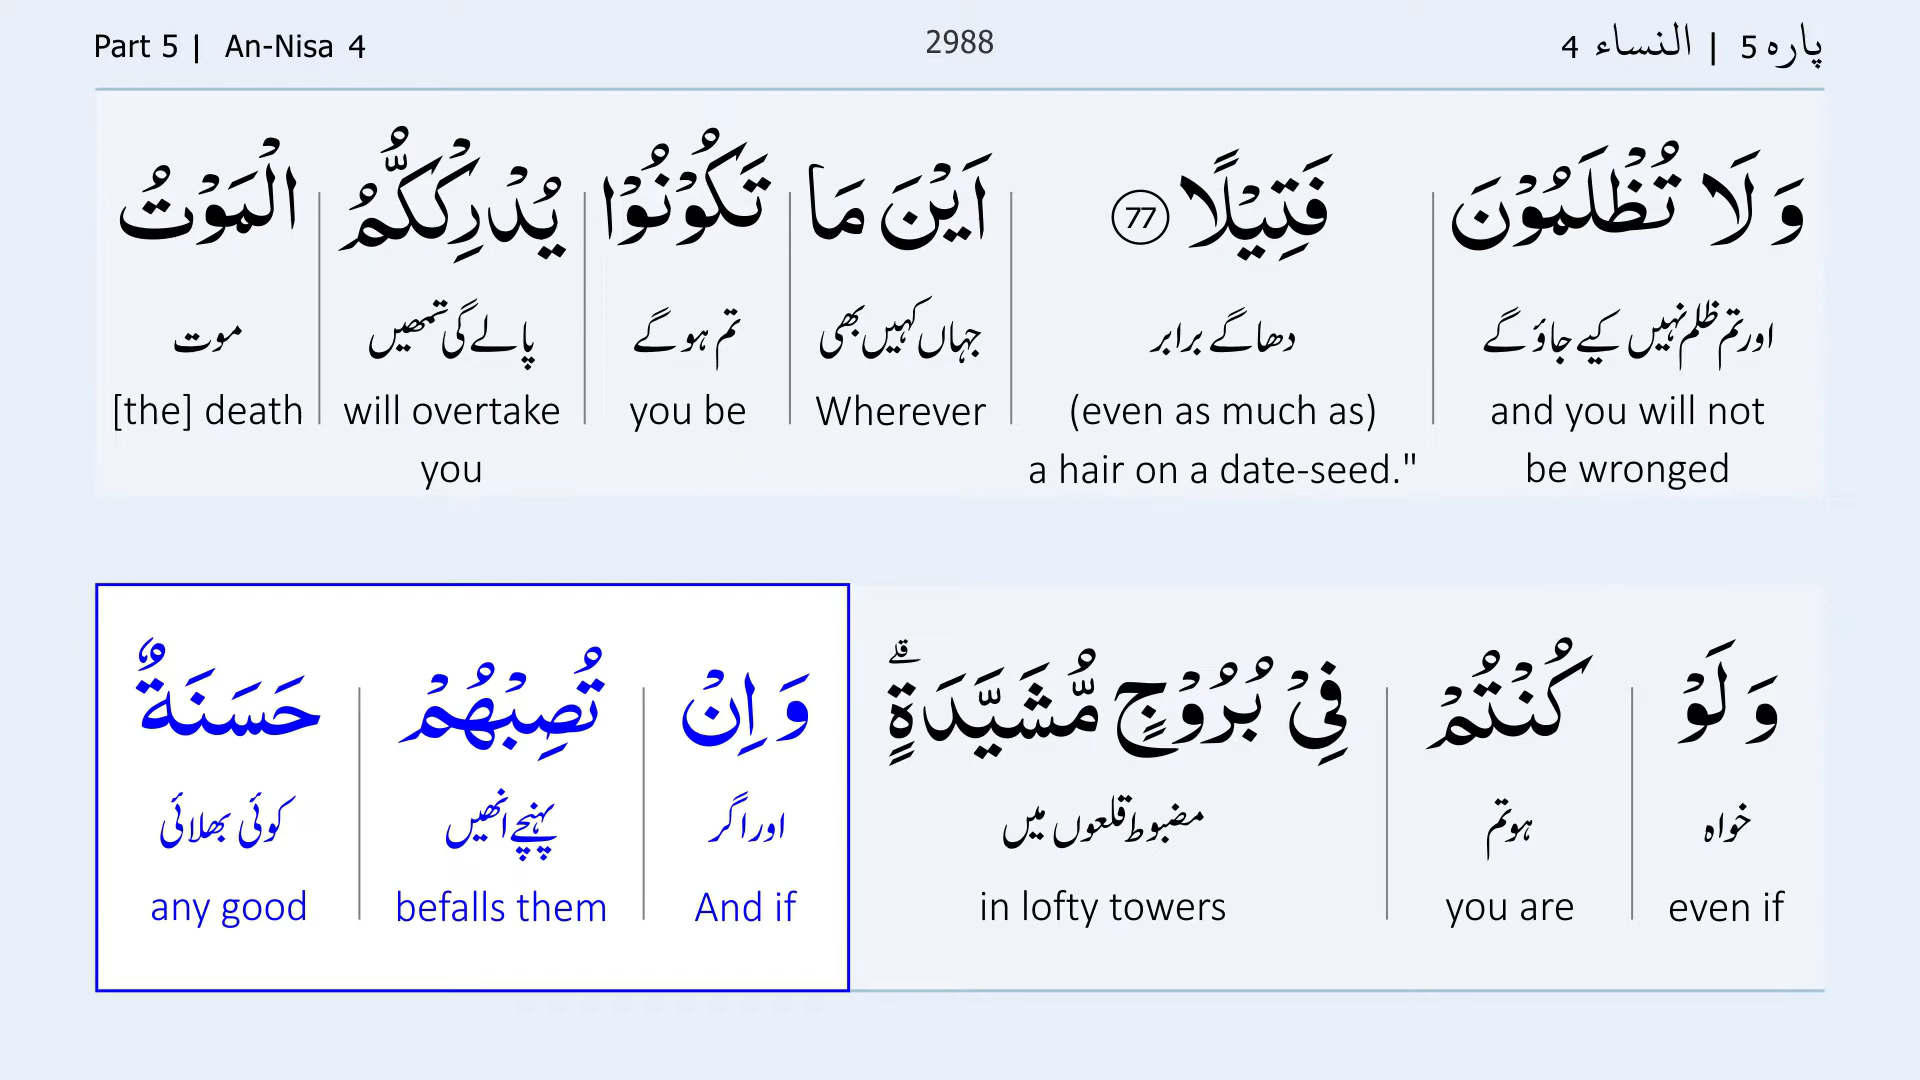 Part 5 | An-Nisa 4
2988
پارہ 5 | النساء 4
وَ لَا تُظْلَمُوْنَ فَتِيْلًا ﴿77﴾ اَيْنَ مَا تَكُوْنُوْا يُدْرِكْكُّمُ الْمَوْتُ
اور تم ظلم نہیں کیے جاؤ گے دھاگے برابر جہاں کہیں بھی تم ہو گے پالے گی تمھیں موت
[the] death will overtake you be Wherever (even as much as) and you will not
you a hair on a date-seed." be wronged
وَ لَوْ كُنْتُمْ فِيْ بُرُوْجٍ مُّشَيَّدَةٍ ؕۗ وَ اِنْ تُصِبْهُمْ حَسَنَةٌ
خواہ ہو تم مضبوط قلعوں میں اور اگر پہنچے انھیں کوئی بھلائی
any good befalls them And if in lofty towers you are even if